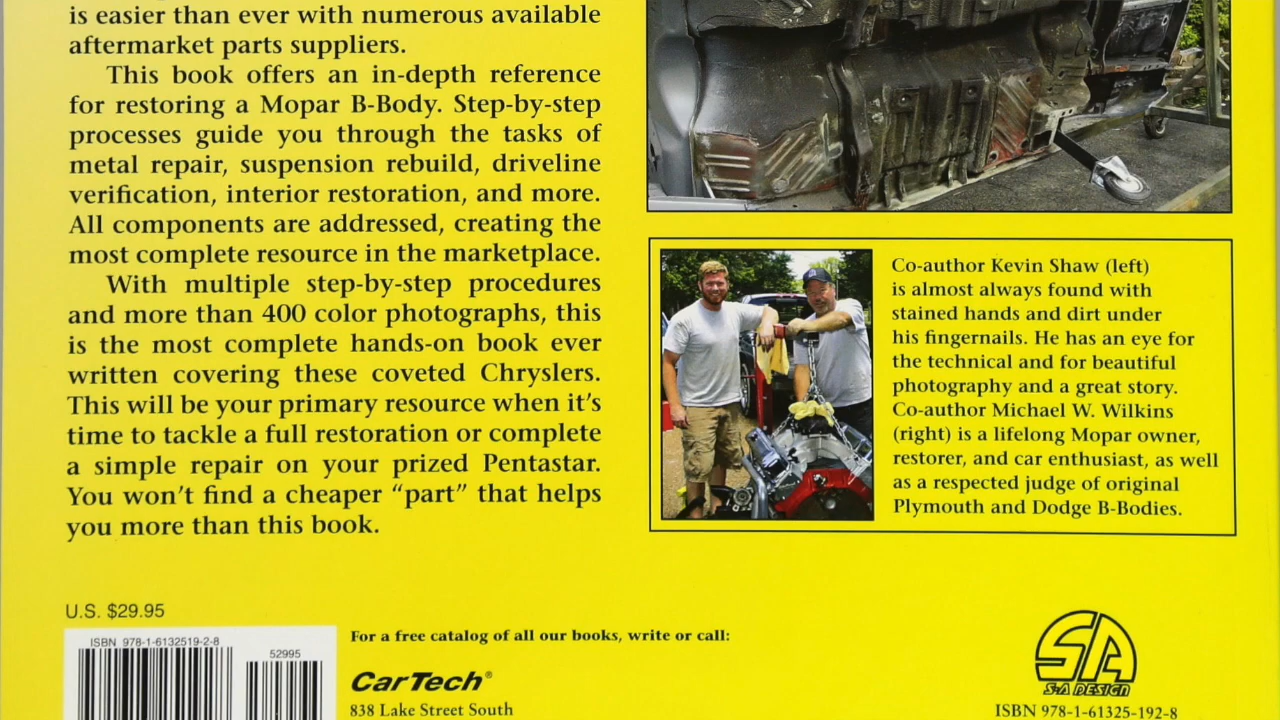 is easier than ever with numerous available
aftermarket parts suppliers.
This book offers an in-depth reference
for restoring a Mopar B-Body. Step-by-step
processes guide you through the tasks of
metal repair, suspension rebuild, driveline
verification, interior restoration, and more.
All components are addressed, creating the
most complete resource in the marketplace.
With multiple step-by-step procedures
and more than 400 color photographs, this
is the most complete hands-on book ever
written covering these coveted Chryslers.
This will be your primary resource when it's
time to tackle a full restoration or complete
a simple repair on your prized Pentastar.
You won't find a cheaper “part” that helps
you more than this book.
Co-author Kevin Shaw (left)
is almost always found with
stained hands and dirt under
his fingernails. He has an eye for
the technical and for beautiful
photography and a great story.
Co-author Michael W. Wilkins
(right) is a lifelong Mopar owner,
restorer, and car enthusiast, as well
as a respected judge of original
Plymouth and Dodge B-Bodies.
U.S. $29.95
ISBN 978-1-6132519-2-8
52995
For a free catalog of all our books, write or call:
CarTech®
838 Lake Street South
SA
S-A DESIGN
ISBN 978-1-61325-192-8